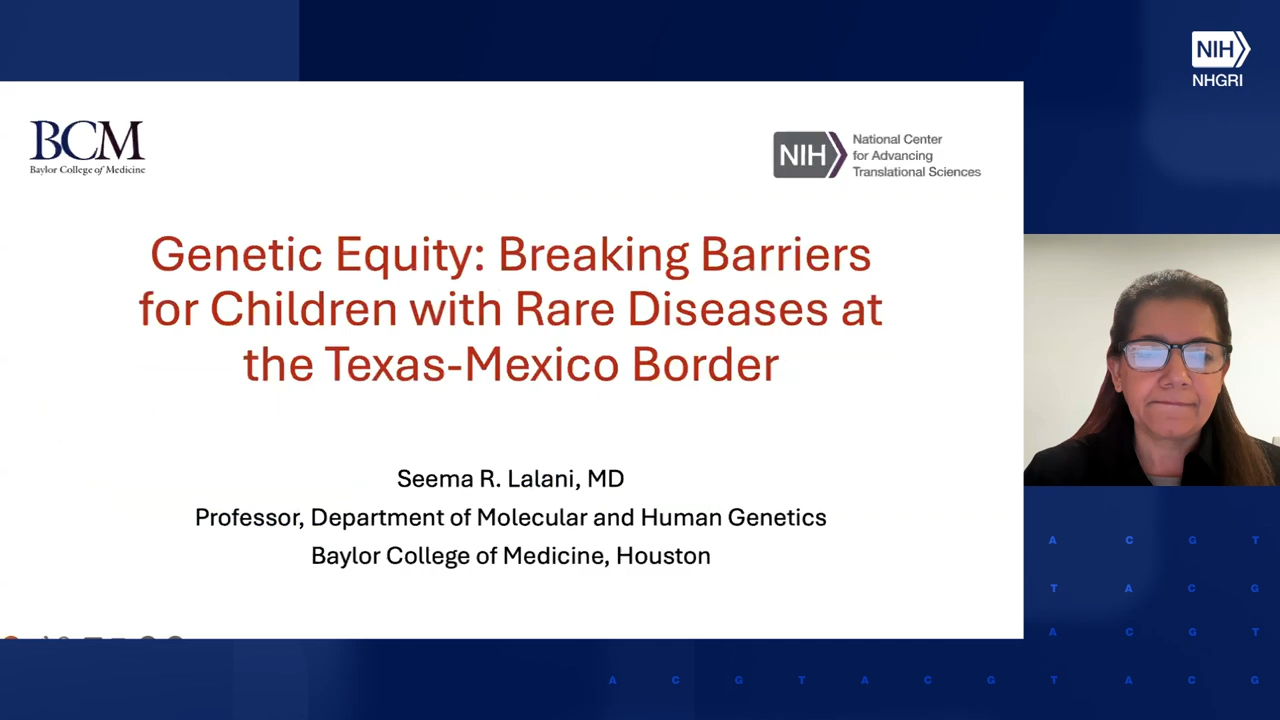 NIH
NHGRI
BCM
Baylor College of Medicine
NIH
National Center
for Advancing
Translational Sciences
Genetic Equity: Breaking Barriers
for Children with Rare Diseases at
the Texas-Mexico Border
Seema R. Lalani, MD
Professor, Department of Molecular and Human Genetics
Baylor College of Medicine, Houston
A C G T
T A C G
A C G T
A C G T A C G T A C G